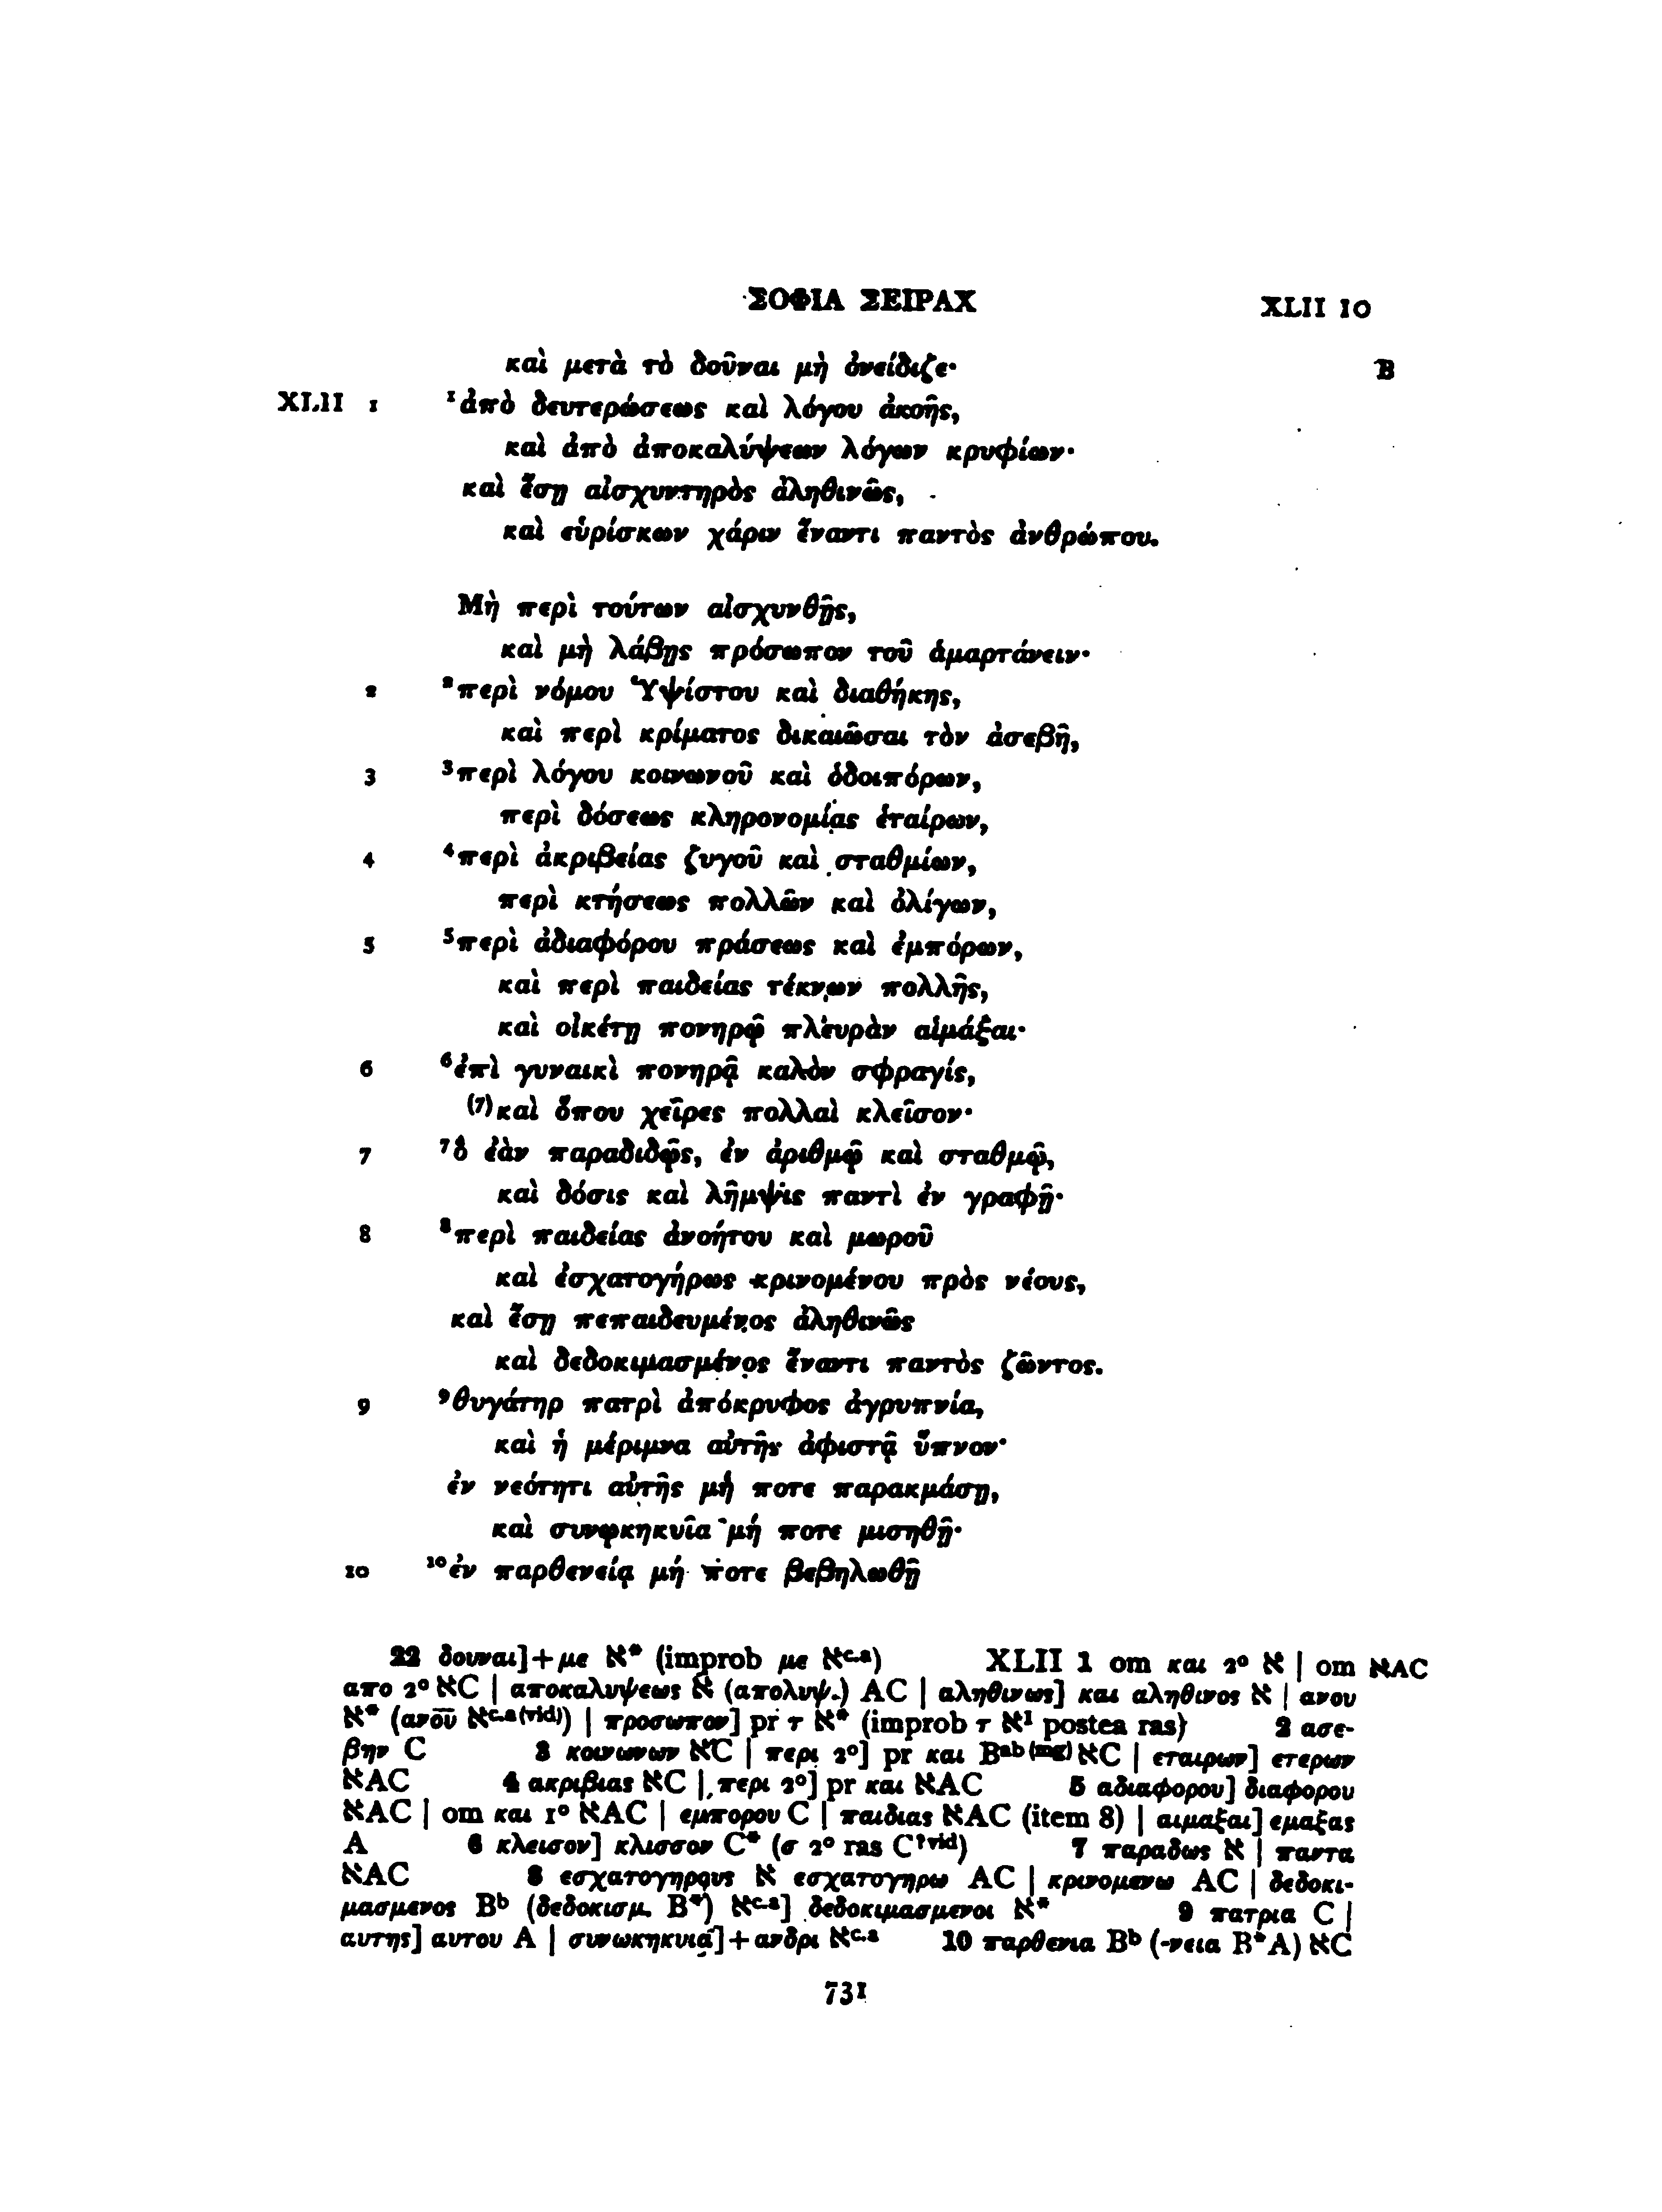 ΣΟΦΙΑ ΣΕΙΡΑΧ XLII 10
καὶ μετὰ τὸ δοῦναι μὴ ὀνείδιζε· B
XLII 1 ¹ἀπὸ δευτερώσεως καὶ λόγου ἀκοῆς,
καὶ ἀπὸ ἀποκαλύψεων λόγων κρυφίων·
καὶ ἔσῃ αἰσχυντηρὸς ἀληθινῶς,
καὶ εὑρίσκων χάριν ἔναντι παντὸς ἀνθρώπου.
Μὴ περὶ τούτων αἰσχυνθῇς,
καὶ μὴ λάβῃς πρόσωπον τοῦ ἁμαρτάνειν·
2 ²περὶ νόμου Ὑψίστου καὶ διαθήκης,
καὶ περὶ κρίματος δικαιῶσαι τὸν ἀσεβῆ,
3 ³περὶ λόγου κοινωνοῦ καὶ ὁδοιπόρων,
περὶ δόσεως κληρονομίας ἑταίρων,
4 ⁴περὶ ἀκριβείας ζυγοῦ καὶ σταθμίων,
περὶ κτήσεως πολλῶν καὶ ὀλίγων,
5 ⁵περὶ ἀδιαφόρου πράσεως καὶ ἐμπόρων,
καὶ περὶ παιδείας τέκνων πολλῆς,
καὶ οἰκέτῃ πονηρῷ πλευρὰν αἱμάξαι·
6 ⁶ἐπὶ γυναικὶ πονηρᾷ καλὸν σφραγίς,
⁽⁷⁾καὶ ὅπου χεῖρες πολλαὶ κλεῖσον·
7 ⁷ὃ ἐὰν παραδιδῷς, ἐν ἀριθμῷ καὶ σταθμῷ,
καὶ δόσις καὶ λῆμψις παντὶ ἐν γραφῇ·
8 ⁸περὶ παιδείας ἀνοήτου καὶ μωροῦ
καὶ ἐσχατογήρως κρινομένου πρὸς νέους,
καὶ ἔσῃ πεπαιδευμένος ἀληθινῶς
καὶ δεδοκιμασμένος ἔναντι παντὸς ζῶντος.
9 ⁹θυγάτηρ πατρὶ ἀπόκρυφος ἀγρυπνία,
καὶ ἡ μέριμνα αὐτῆς ἀφιστᾷ ὕπνον·
ἐν νεότητι αὐτῆς μή ποτε παρακμάσῃ,
καὶ συνῳκηκυῖα μή ποτε μισηθῇ·
10 ¹⁰ἐν παρθενείᾳ μή ποτε βεβηλωθῇ
22 δουναι]+με א* (improb με אᶜ·ᵃ) XLII 1 om και 2° א | om אAC
απο 2° אC | αποκαλυψεως א (απολυψ.) AC | αληθινως] και αληθινος א | ανου
א* (ανο̅υ̅ אᶜ·ᵃ⁽ᵛⁱᵈ⁾) | προσωπον] pr τ א* (improb τ א¹ postea ras) 2 ασε-
βην C 3 κοινωνων אC | περι 2°] pr και Bᵃᵇ⁽ᵐᵍ⁾אC | εταιρων] ετερων
אAC 4 ακριβιας אC | περι 2°] pr και אAC 5 αδιαφορου] διαφορου
אAC | om και 1° אAC | εμπορου C | παιδιας אAC (item 8) | αιμαξαι] εμαξας
A 6 κλεισον] κλισσον C* (σ 2° ras C?ᵛⁱᵈ) 7 παραδως א | παντα
אAC 8 εσχατογηρους א εσχατογηρω AC | κρινομενω AC | δεδοκι-
μασμενος Bᵇ (δεδοκισμ. B*) אᶜ·ᵃ] δεδοκιμασμενοι א* 9 πατρια C |
αυτης] αυτου A | συνωκηκυια]+ανδρι אᶜ·ᵃ 10 παρθενια Bᵇ (-νεια B*A) אC
731